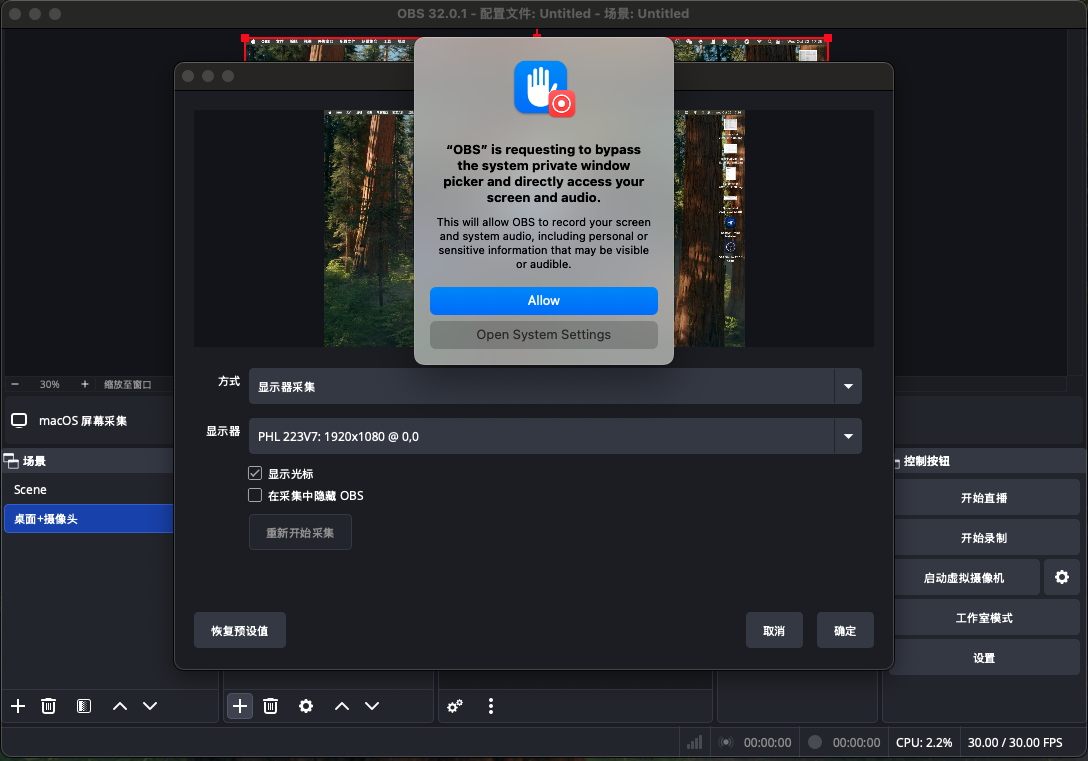 OBS 32.0.1 - 配置文件: Untitled - 场景: Untitled
“OBS” is requesting to bypass
the system private window
picker and directly access your
screen and audio.
This will allow OBS to record your screen
and system audio, including personal or
sensitive information that may be visible
or audible.
Allow
Open System Settings
30%
缩放至窗口
方式
显示器采集
显示器
PHL 223V7: 1920x1080 @ 0,0
显示光标
在采集中隐藏 OBS
重新开始采集
恢复预设值
取消
确定
macOS 屏幕采集
场景
Scene
桌面+摄像头
控制按钮
开始直播
开始录制
启动虚拟摄像机
工作室模式
设置
00:00:00
00:00:00
CPU: 2.2%
30.00 / 30.00 FPS